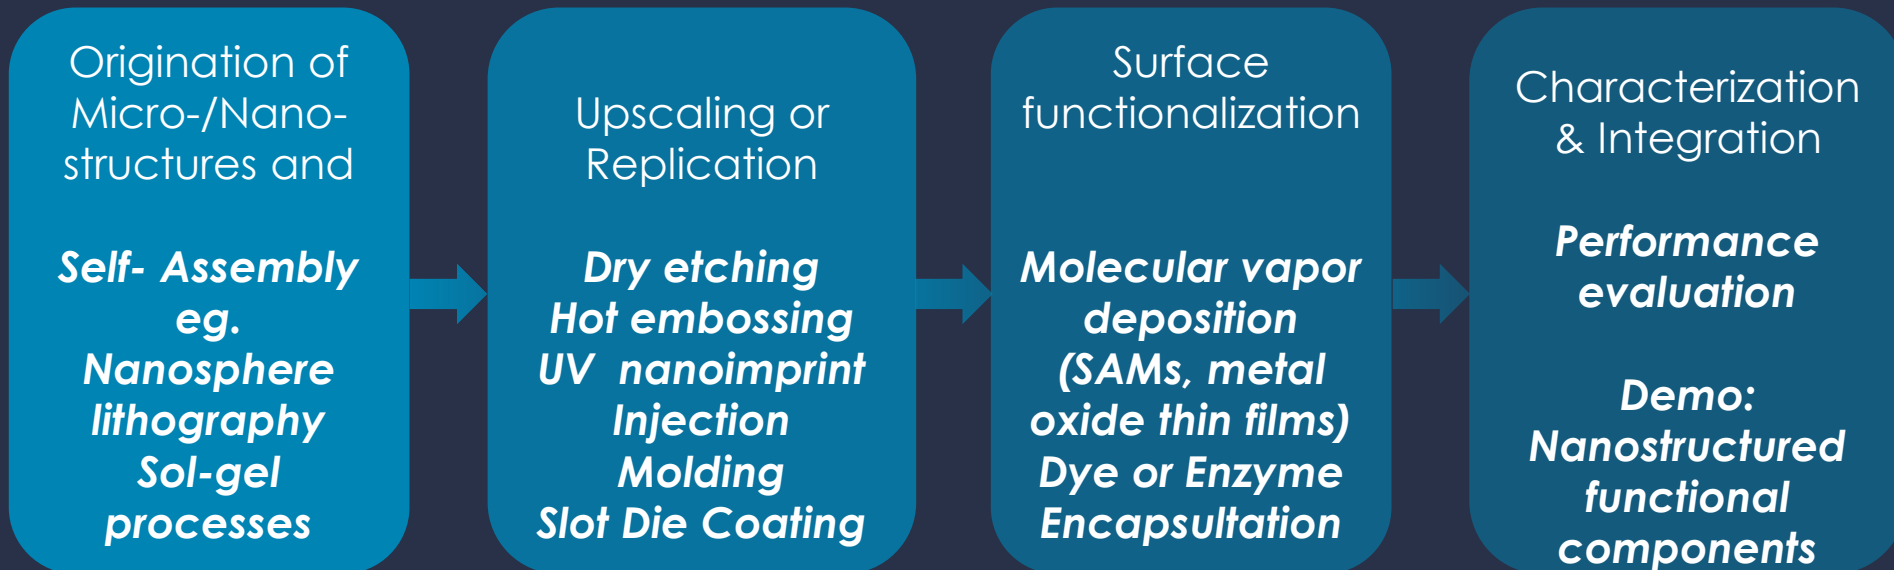 Origination of
Micro-/Nano-
structures and
Self- Assembly
eg.
Nanosphere
lithography
Sol-gel
processes
Upscaling or
Replication
Dry etching
Hot embossing
UV  nanoimprint
Injection
Molding
Slot Die Coating
Surface
functionalization
Molecular vapor
deposition
(SAMs, metal
oxide thin films)
Dye or Enzyme
Encapsultation
Characterization
& Integration
Performance
evaluation
Demo:
Nanostructured
functional
components